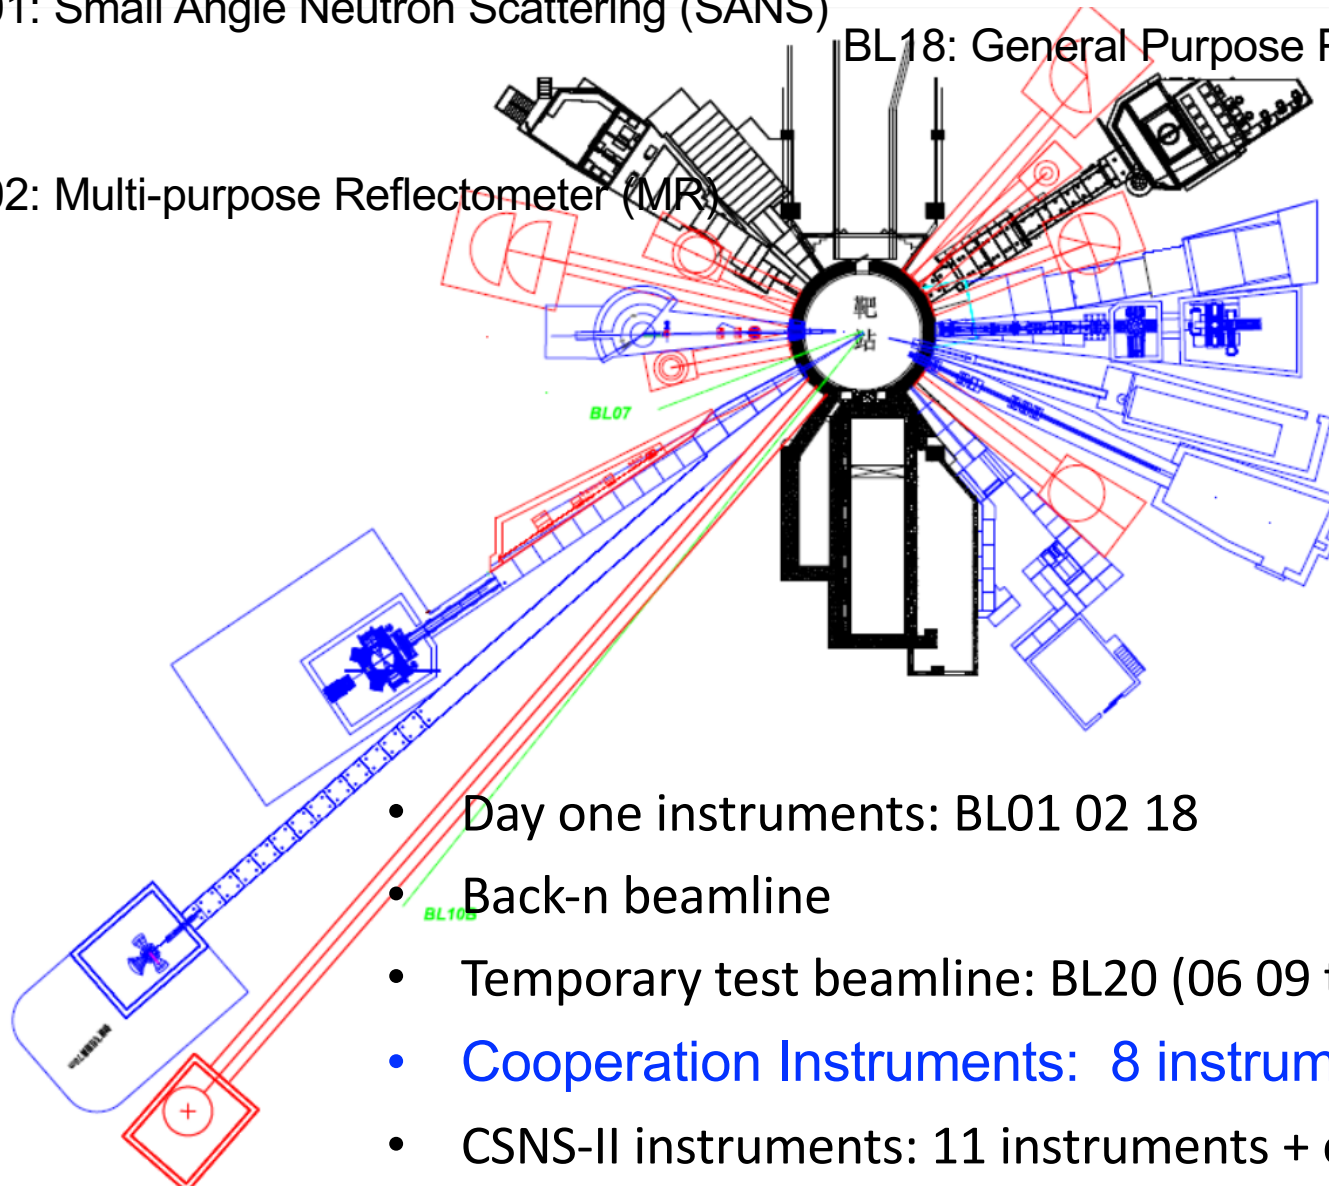 01: Small Angle Neutron Scattering (SANS)
BL18: General Purpose P
02: Multi-purpose Reflectometer (MR)
靶
站
BL07
• Day one instruments: BL01 02 18
• Back-n beamline
BL10B
• Temporary test beamline: BL20 (06 09 t
• Cooperation Instruments: 8 instrum
• CSNS-II instruments: 11 instruments +